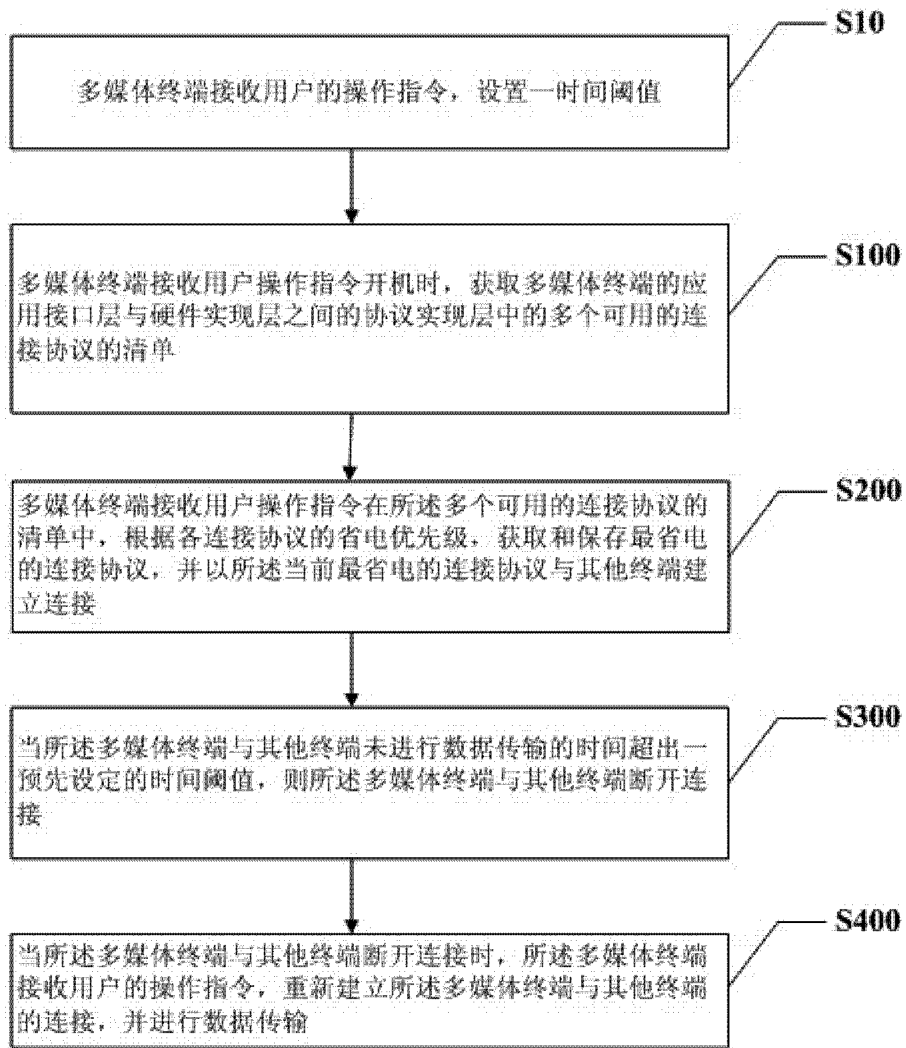 S10
多媒体终端接收用户的操作指令，设置一时间阈值
S100
多媒体终端接收用户操作指令开机时，获取多媒体终端的应
用接口层与硬件实现层之间的协议实现层中的多个可用的连
接协议的清单
S200
多媒体终端接收用户操作指令在所述多个可用的连接协议的
清单中，根据各连接协议的省电优先级，获取和保存最省电
的连接协议，并以所述当前最省电的连接协议与其他终端建
立连接
S300
当所述多媒体终端与其他终端未进行数据传输的时间超出一
预先设定的时间阈值，则所述多媒体终端与其他终端断开连
接
S400
当所述多媒体终端与其他终端断开连接时，所述多媒体终端
接收用户的操作指令，重新建立所述多媒体终端与其他终端
的连接，并进行数据传输